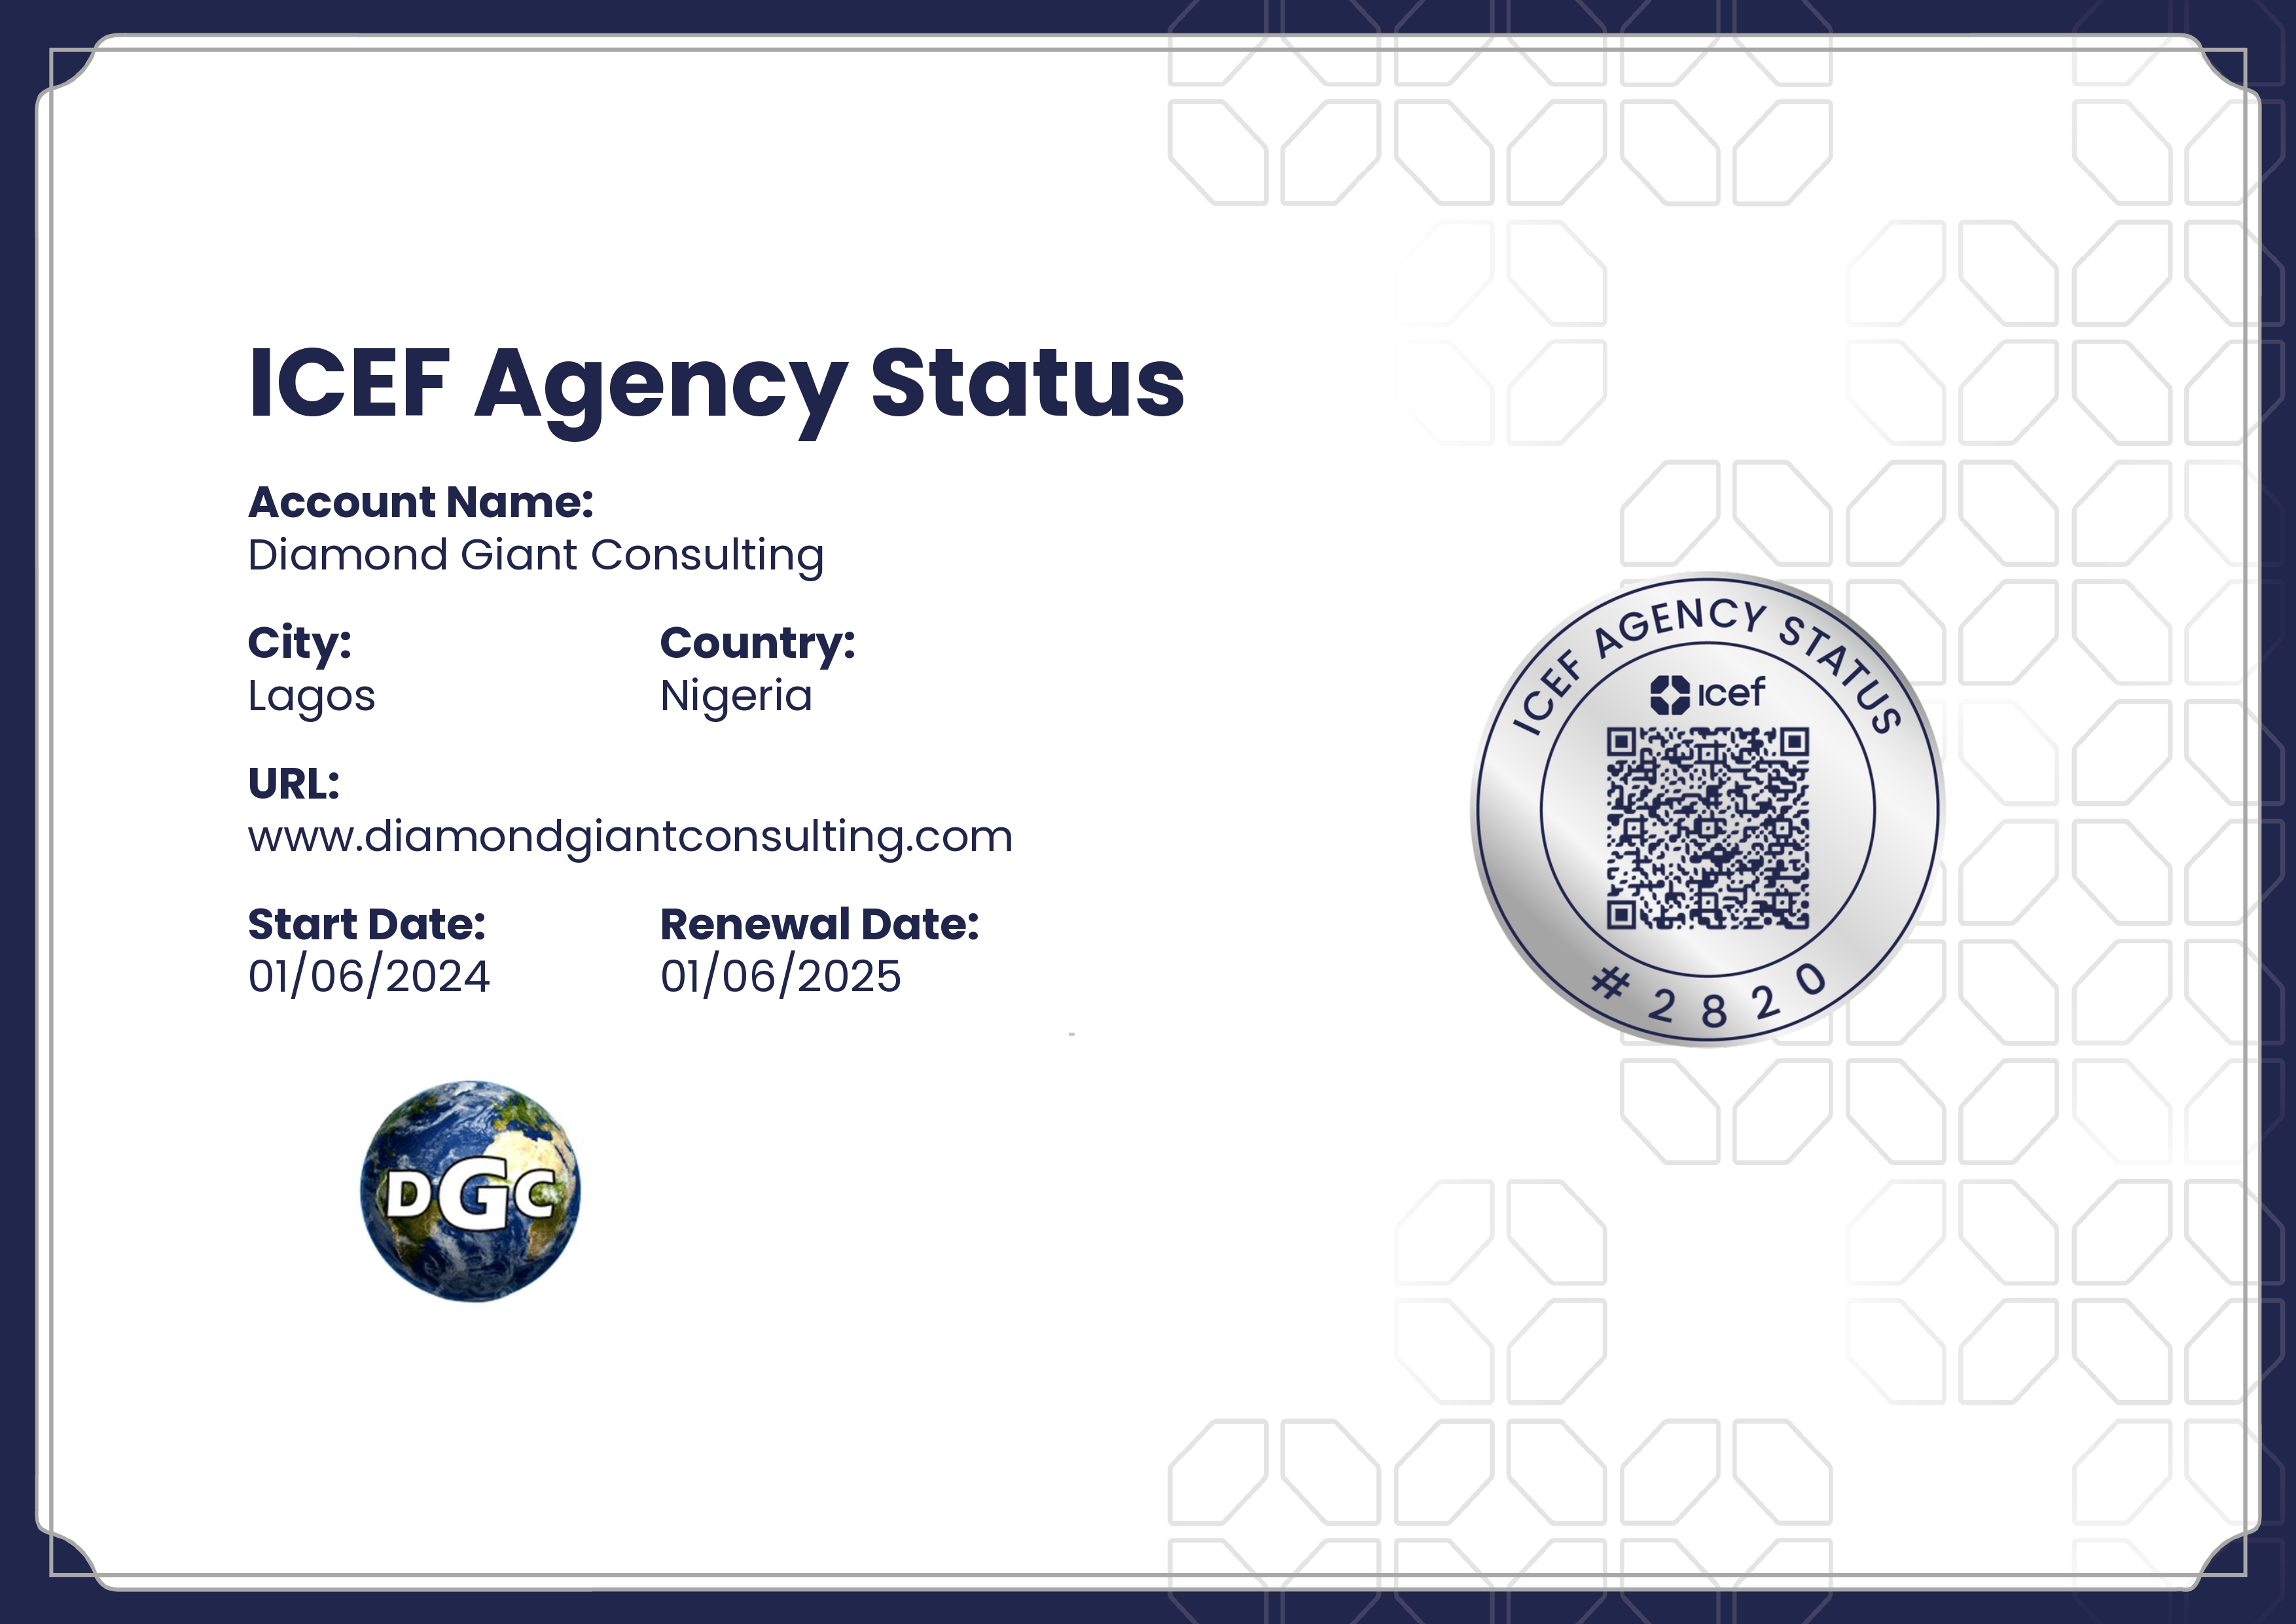 ICEF Agency Status
Account Name:
Diamond Giant Consulting
City:
Country:
Lagos
Nigeria
URL:
www.diamondgiantconsulting.com
Start Date:
Renewal Date:
01/06/2024
01/06/2025
ICEF AGENCY STATUS
icef
#2820
DGC